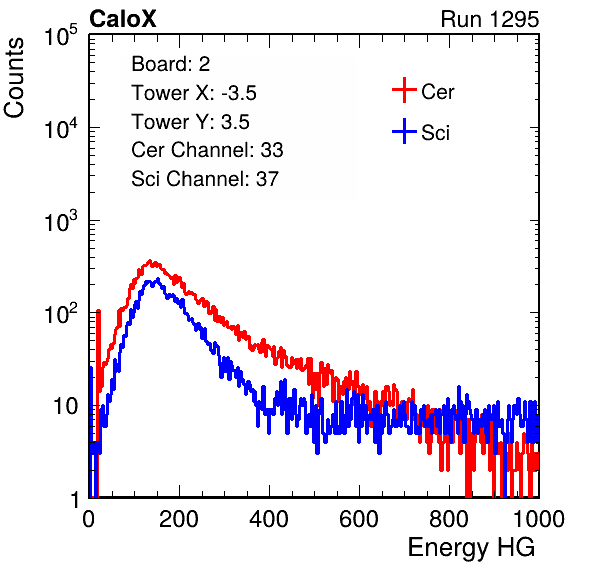 CaloX Run 1295
Counts
10^5
10^4
10^3
10^2
10
1
Board: 2
Tower X: -3.5
Tower Y: 3.5
Cer Channel: 33
Sci Channel: 37
Cer
Sci
0 200 400 600 800 1000
Energy HG